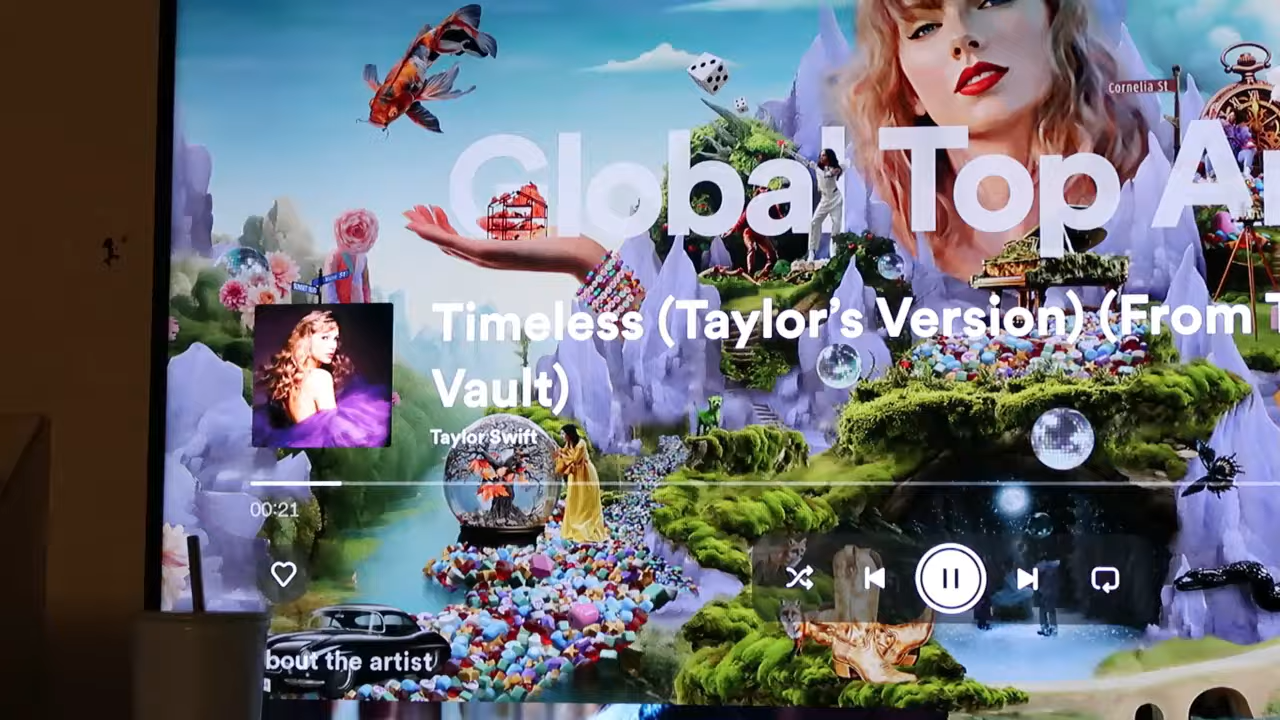 Cornelia St
Global Top A
Timeless (Taylor's Version) (From T
Vault)
Taylor Swift
00:21
bout the artist